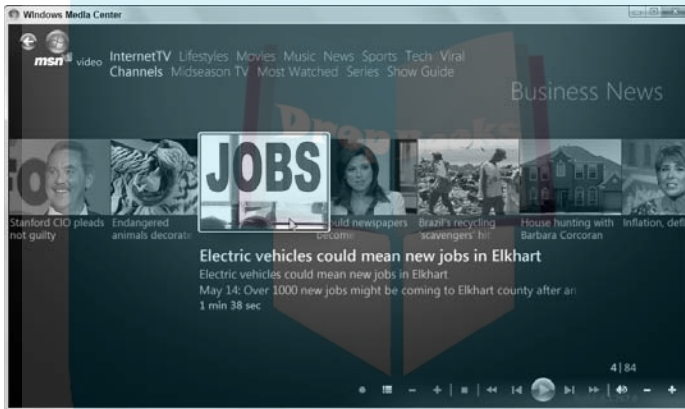 Windows Media Center
msn video
InternetTV Lifestyles Movies Music News Sports Tech Viral
Channels Midseason TV Most Watched Series Show Guide
Business News
Drop Books
JOBS
Stanford CIO pleads not guilty
Endangered animals decorate
uld newspapers become
Brazil's recycling 'scavengers' hit
House hunting with Barbara Corcoran
Inflation, defl
Electric vehicles could mean new jobs in Elkhart
Electric vehicles could mean new jobs in Elkhart
May 14: Over 1000 new jobs might be coming to Elkhart county after an
1 min 38 sec
4|84